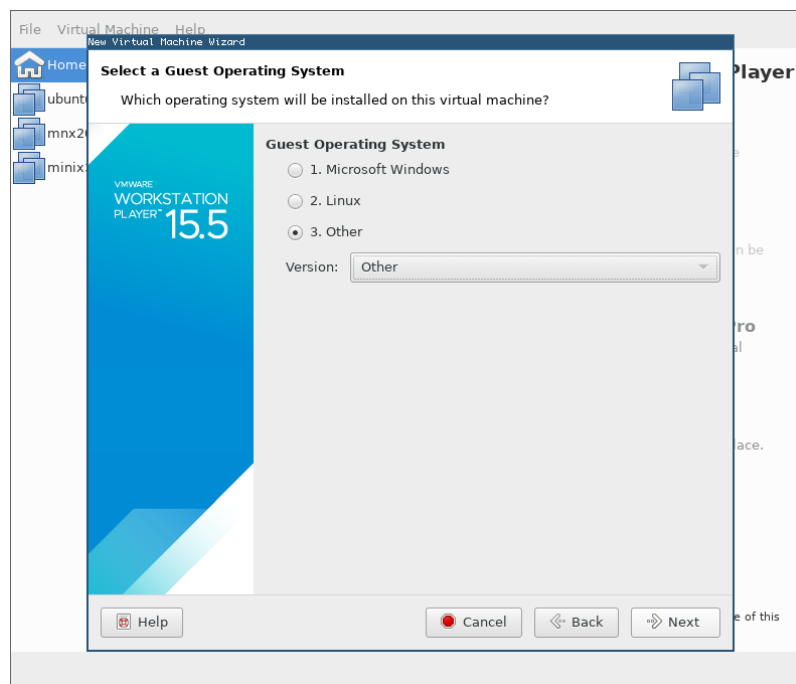 File Virtual Machine Help
New Virtual Machine Wizard
Home
ubunt
mnx2
minix
Select a Guest Operating System
Which operating system will be installed on this virtual machine?
VMWARE
WORKSTATION
PLAYER™ 15.5
Guest Operating System
1. Microsoft Windows
2. Linux
3. Other
Version: Other
Help
Cancel
Back
Next
Player
e
n be
Pro
al
lace.
e of this